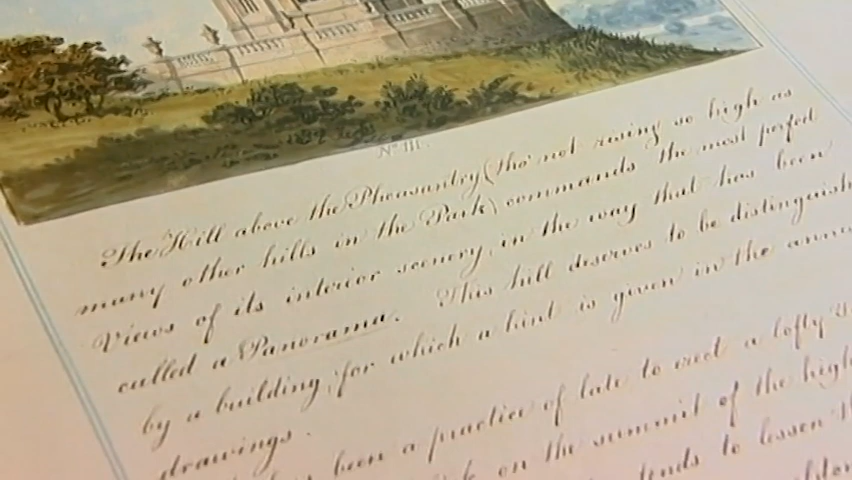 No. III.
The Hill above the Pheasantry (tho' not rising so high as
many other hills in the Park) commands the most perfect
Views of its interior scenery, in the way that has been
called a Panorama. This hill deserves to be distinguish
by a building, for which a hint is given in the
drawings.
been a practice of late to erect a lofty
on the summit of the high
tends to lessen